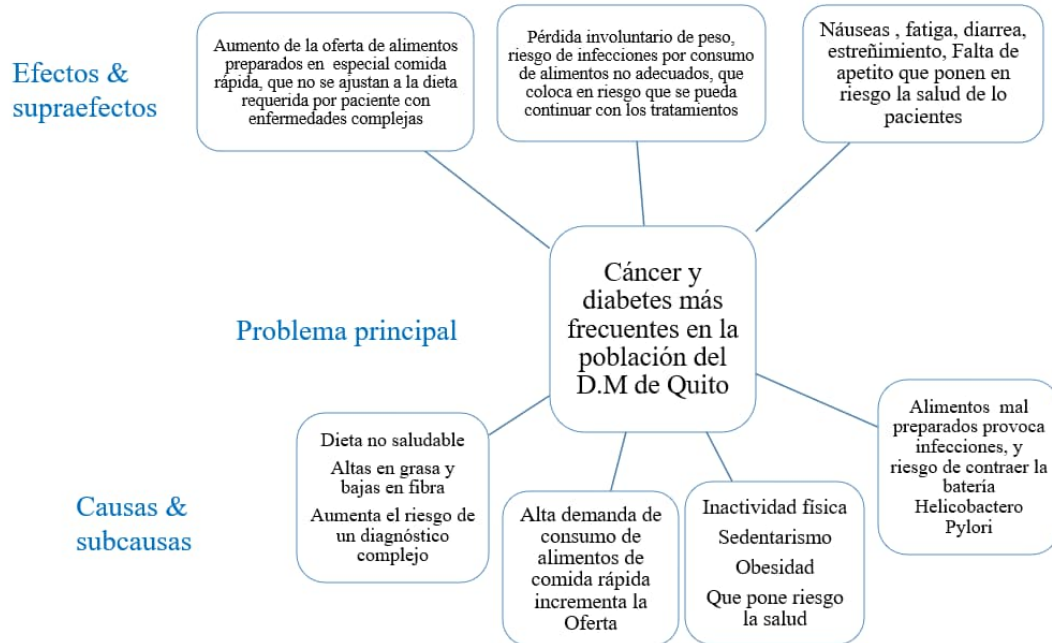 Efectos &
supraefectos
Aumento de la oferta de alimentos
preparados en especial comida
rápida, que no se ajustan a la dieta
requerida por paciente con
enfermedades complejas
Pérdida involuntario de peso,
riesgo de infecciones por consumo
de alimentos no adecuados, que
coloca en riesgo que se pueda
continuar con los tratamientos
Náuseas , fatiga, diarrea,
estreñimiento, Falta de
apetito que ponen en
riesgo la salud de lo
pacientes
Problema principal
Cáncer y
diabetes más
frecuentes en la
población del
D.M de Quito
Causas &
subcausas
Dieta no saludable
Altas en grasa y
bajas en fibra
Aumenta el riesgo de
un diagnóstico
complejo
Alta demanda de
consumo de
alimentos de
comida rápida
incrementa la
Oferta
Inactividad física
Sedentarismo
Obesidad
Que pone riesgo
la salud
Alimentos mal
preparados provoca
infecciones, y
riesgo de contraer la
batería
Helicobactero
Pylori